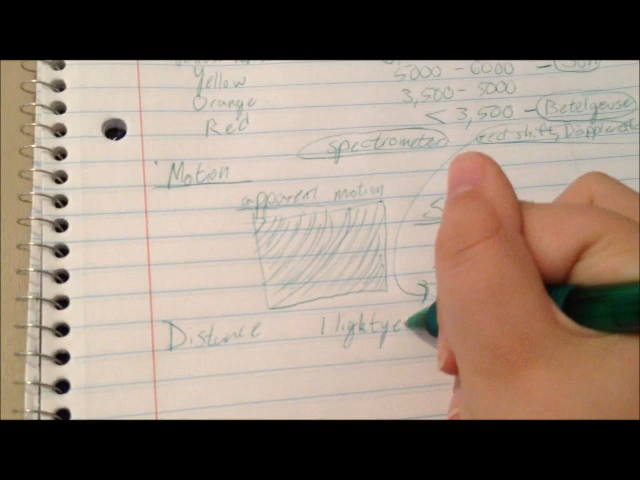 Yellow 5000 - 6000 - Sun
Orange 3,500 - 5000
Red < 3,500 - Betelgeuse
spectrometer red shift, Doppler
Motion
apparent motion
Distance 1 lightye